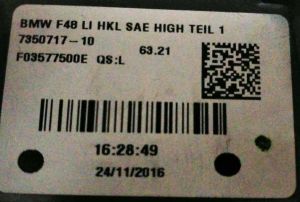 BMW F48 LI HKL SAE HIGH TEIL 1
7350717-10 63.21
F03577500E QS:L
16:28:49
24/11/2016